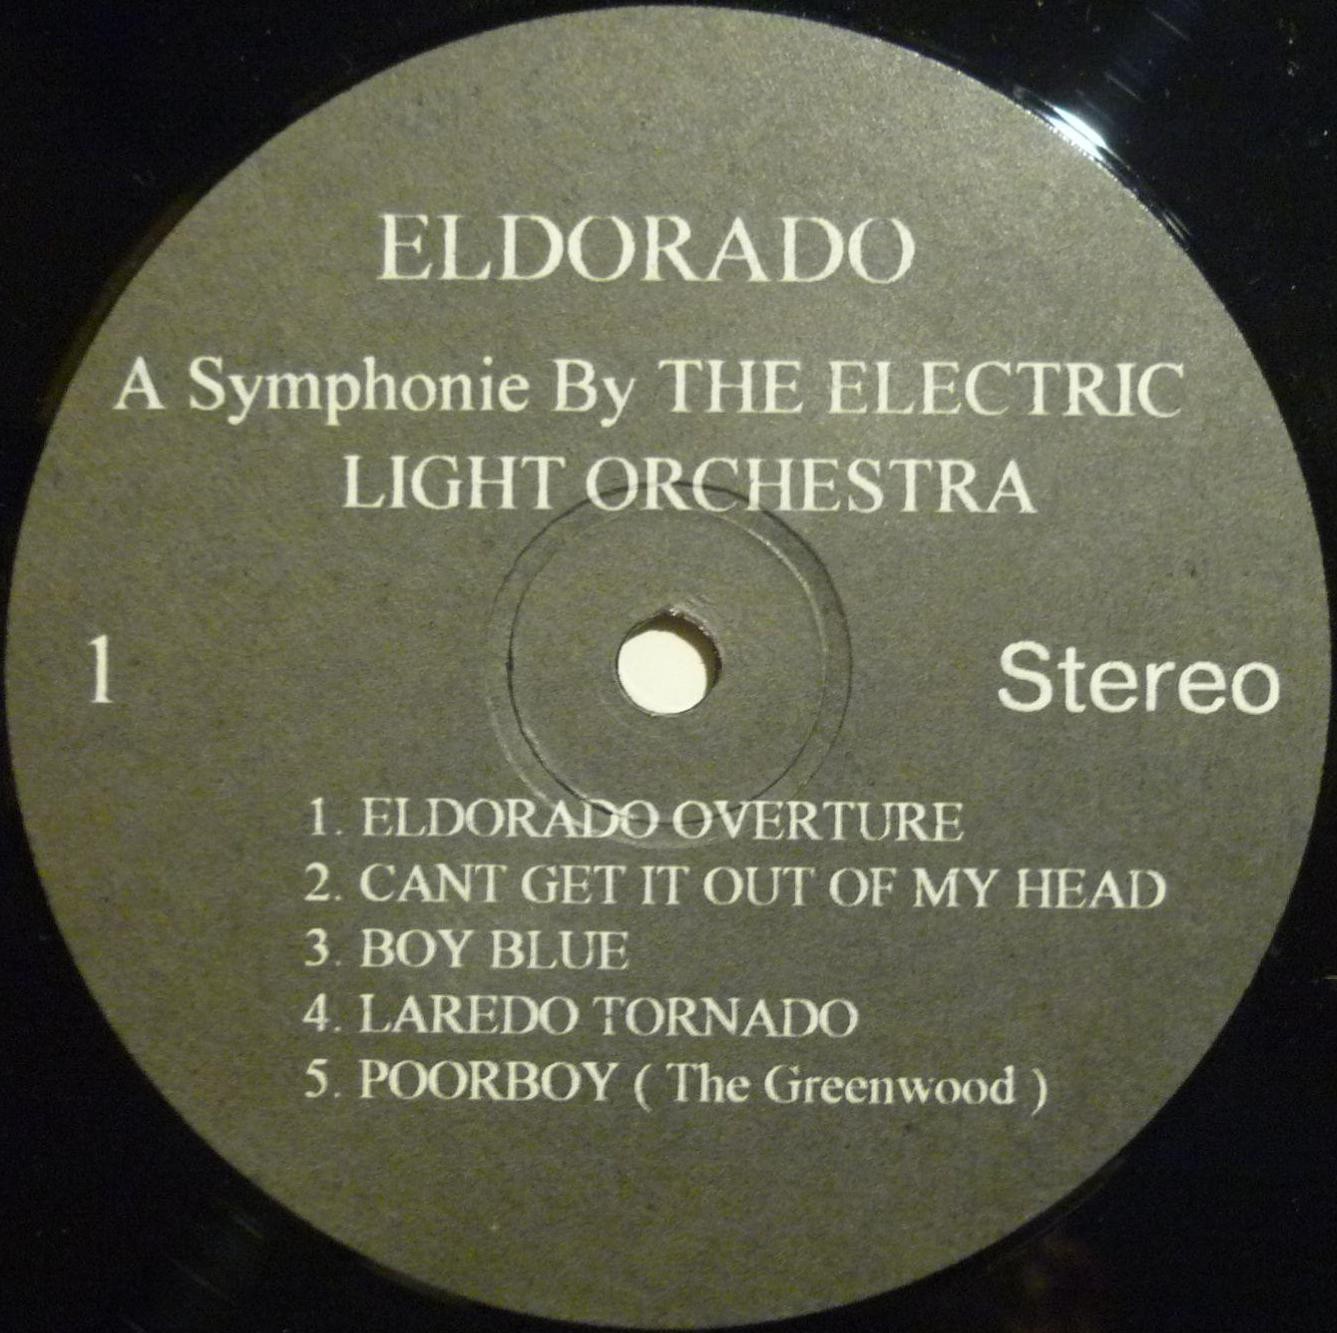 ELDORADO
A Symphonie By THE ELECTRIC
LIGHT ORCHESTRA
1
Stereo
1. ELDORADO OVERTURE
2. CANT GET IT OUT OF MY HEAD
3. BOY BLUE
4. LAREDO TORNADO
5. POORBOY ( The Greenwood )